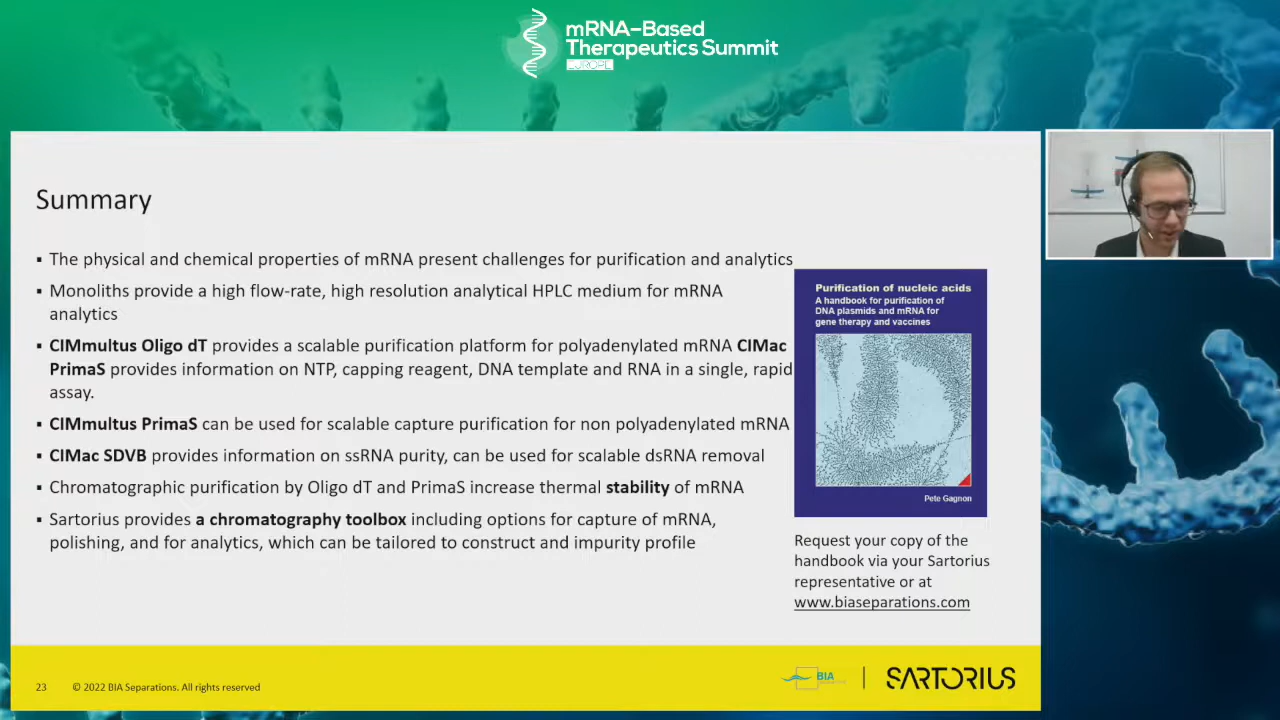 mRNA-Based
Therapeutics Summit
EUROPE
Summary
▪ The physical and chemical properties of mRNA present challenges for purification and analytics
▪ Monoliths provide a high flow-rate, high resolution analytical HPLC medium for mRNA
analytics
▪ CIMmultus Oligo dT provides a scalable purification platform for polyadenylated mRNA CIMac
PrimaS provides information on NTP, capping reagent, DNA template and RNA in a single, rapid
assay.
▪ CIMmultus PrimaS can be used for scalable capture purification for non polyadenylated mRNA
▪ CIMac SDVB provides information on ssRNA purity, can be used for scalable dsRNA removal
▪ Chromatographic purification by Oligo dT and PrimaS increase thermal stability of mRNA
▪ Sartorius provides a chromatography toolbox including options for capture of mRNA,
polishing, and for analytics, which can be tailored to construct and impurity profile
Purification of nucleic acids
A handbook for purification of
DNA plasmids and mRNA for
gene therapy and vaccines
Pete Gagnon
Request your copy of the
handbook via your Sartorius
representative or at
www.biaseparations.com
23 © 2022 BIA Separations. All rights reserved
BIA
SARTORIUS